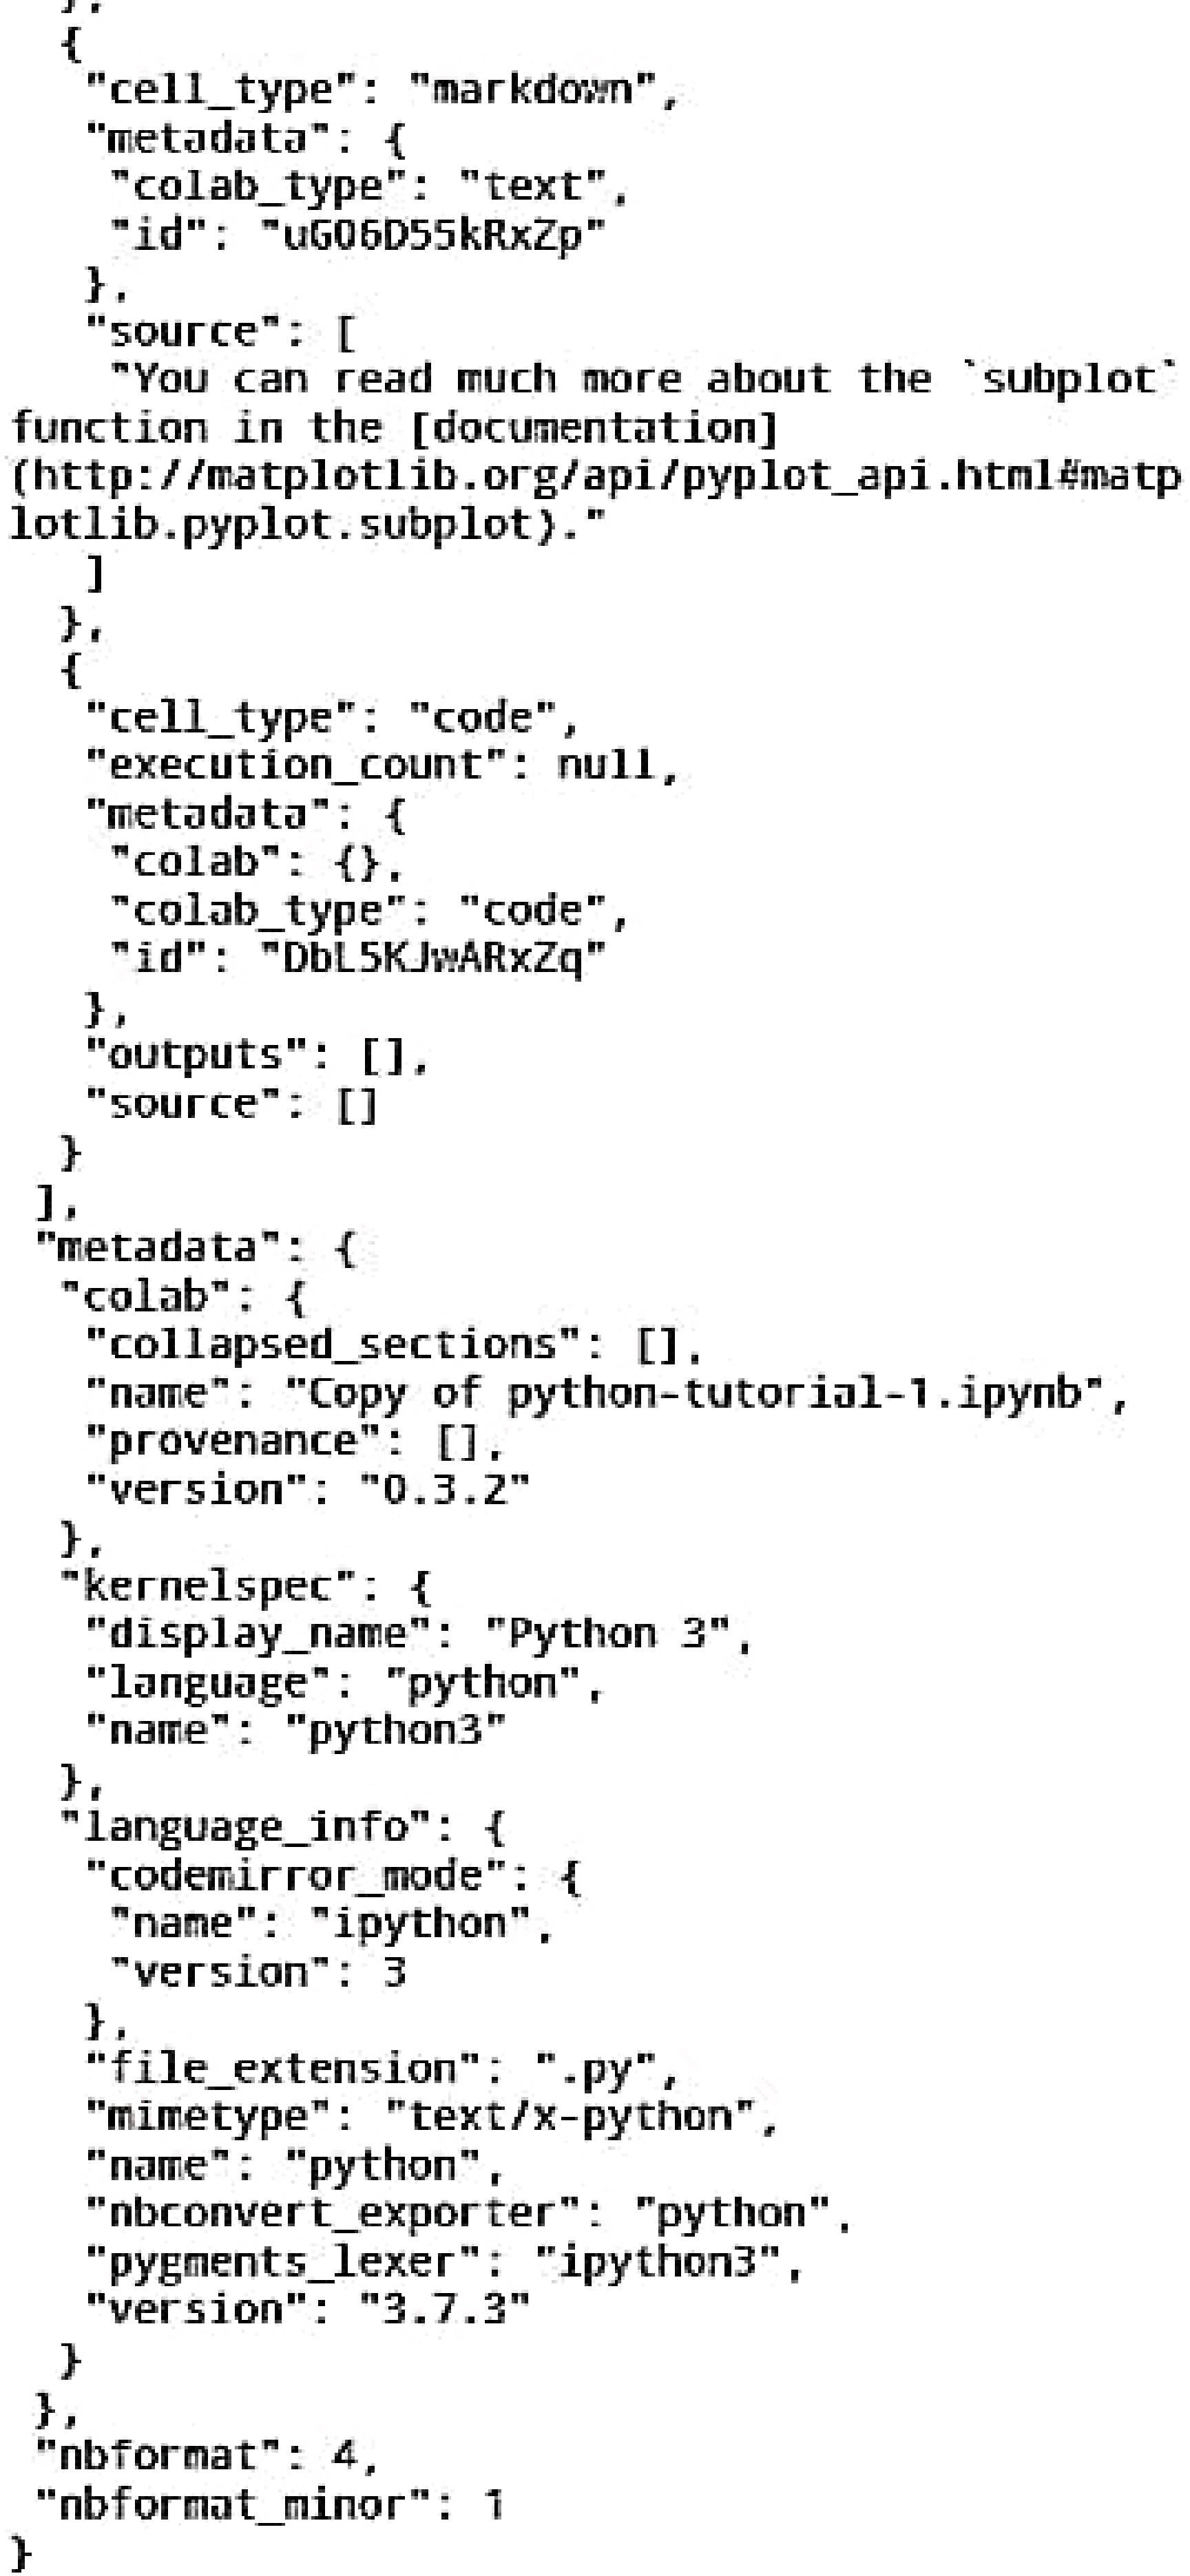 },
{
"cell_type": "markdown",
"metadata": {
"colab_type": "text",
"id": "uGO6D55kRxZp"
},
"source": [
"You can read much more about the `subplot`
function in the [documentation]
(http://matplotlib.org/api/pyplot_api.html#matp
lotlib.pyplot.subplot)."
]
},
{
"cell_type": "code",
"execution_count": null,
"metadata": {
"colab": {},
"colab_type": "code",
"id": "DbL5KJwARxZq"
},
"outputs": [],
"source": []
}
],
"metadata": {
"colab": {
"collapsed_sections": [],
"name": "Copy of python-tutorial-1.ipynb",
"provenance": [],
"version": "0.3.2"
},
"kernelspec": {
"display_name": "Python 3",
"language": "python",
"name": "python3"
},
"language_info": {
"codemirror_mode": {
"name": "ipython",
"version": 3
},
"file_extension": ".py",
"mimetype": "text/x-python",
"name": "python",
"nbconvert_exporter": "python",
"pygments_lexer": "ipython3",
"version": "3.7.3"
}
},
"nbformat": 4,
"nbformat_minor": 1
}